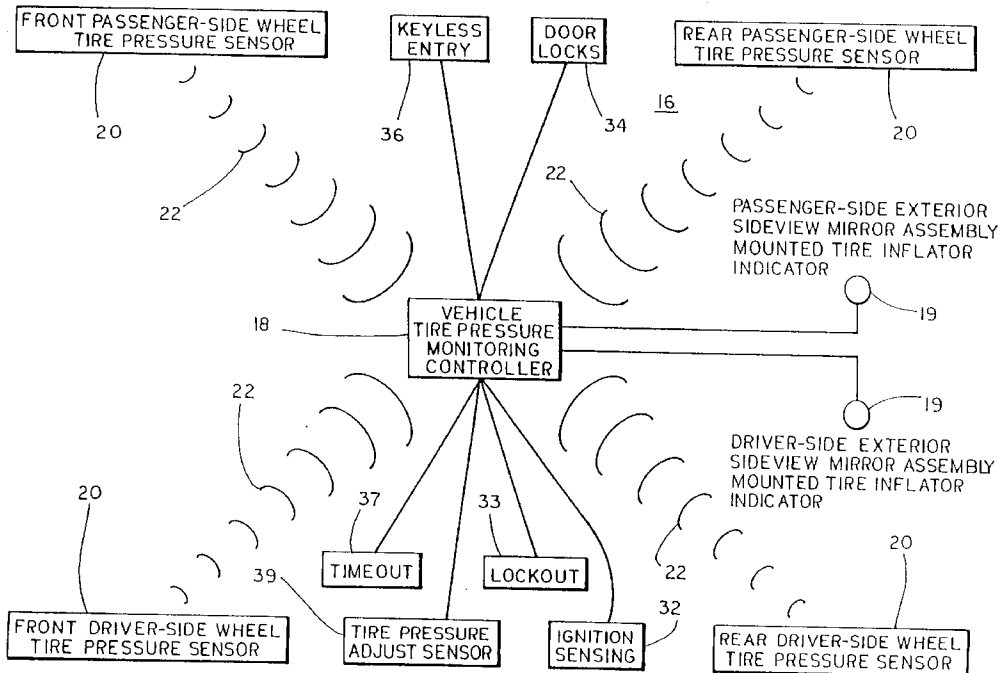 FRONT PASSENGER-SIDE WHEEL
TIRE PRESSURE SENSOR
KEYLESS
ENTRY
DOOR
LOCKS
REAR PASSENGER-SIDE WHEEL
TIRE PRESSURE SENSOR
20
36
34
16
20
22
22
PASSENGER-SIDE EXTERIOR
SIDEVIEW MIRROR ASSEMBLY
MOUNTED TIRE INFLATOR
INDICATOR
19
18
VEHICLE
TIRE PRESSURE
MONITORING
CONTROLLER
19
22
DRIVER-SIDE EXTERIOR
SIDEVIEW MIRROR ASSEMBLY
MOUNTED TIRE INFLATOR
INDICATOR
20
37
33
20
TIMEOUT
LOCKOUT
22
39
32
FRONT DRIVER-SIDE WHEEL
TIRE PRESSURE SENSOR
TIRE PRESSURE
ADJUST SENSOR
IGNITION
SENSING
REAR DRIVER-SIDE WHEEL
TIRE PRESSURE SENSOR